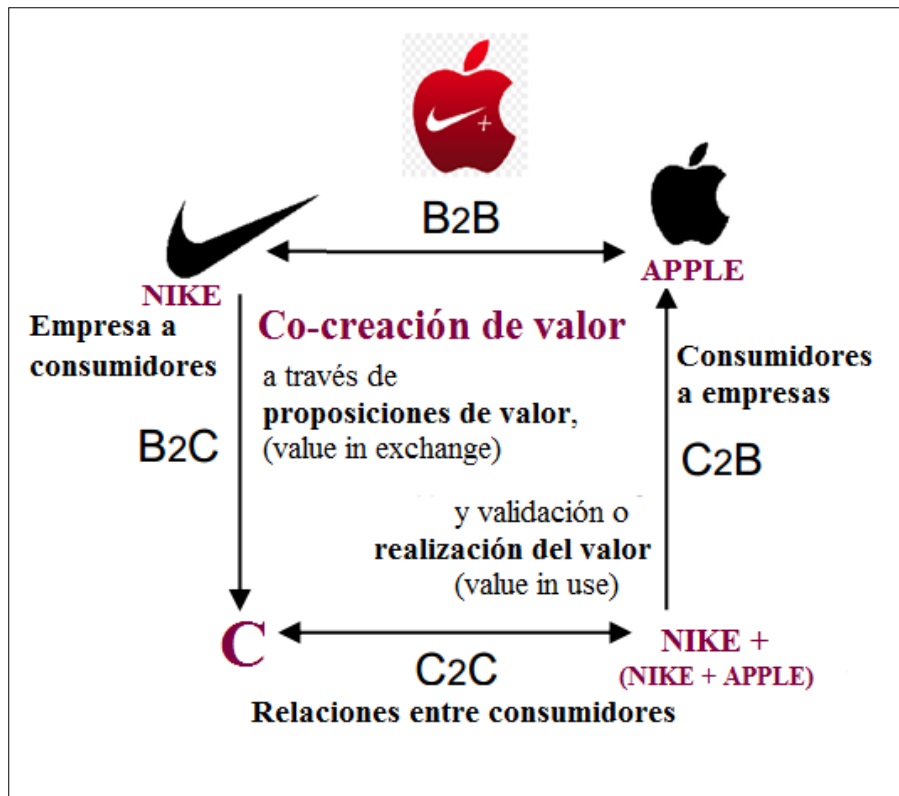 +
B2B
NIKE
APPLE
Empresa a
consumidores
Co-creación de valor
a través de
proposiciones de valor,
(value in exchange)
Consumidores
a empresas
B2C
C2B
y validación o
realización del valor
(value in use)
C
C2C
NIKE +
(NIKE + APPLE)
Relaciones entre consumidores